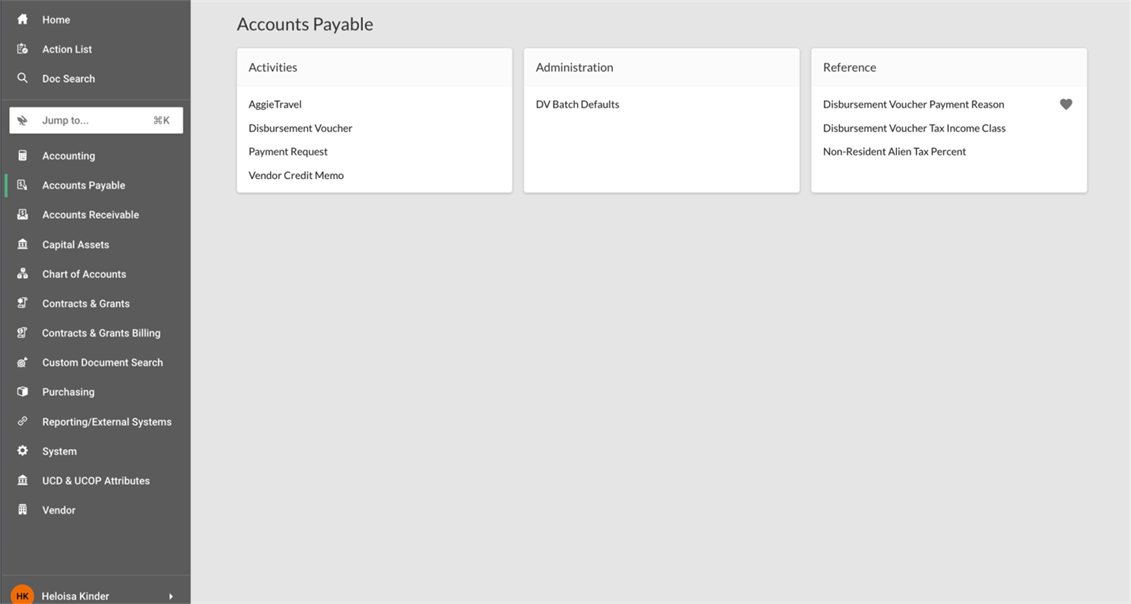 Home
Action List
Doc Search
Jump to... ⌘K
Accounting
Accounts Payable
Accounts Receivable
Capital Assets
Chart of Accounts
Contracts & Grants
Contracts & Grants Billing
Custom Document Search
Purchasing
Reporting/External Systems
System
UCD & UCOP Attributes
Vendor
HK Heloisa Kinder
Accounts Payable
Activities
AggieTravel
Disbursement Voucher
Payment Request
Vendor Credit Memo
Administration
DV Batch Defaults
Reference
Disbursement Voucher Payment Reason
Disbursement Voucher Tax Income Class
Non-Resident Alien Tax Percent